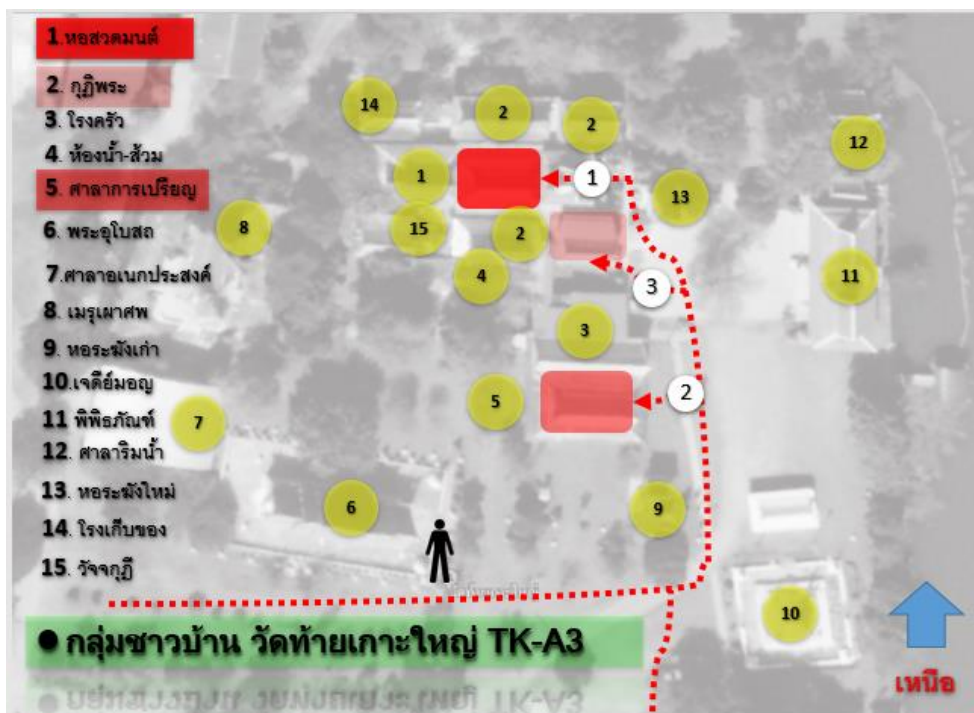 1.หอสวดมนต์
2. กุฏิพระ
3. โรงครัว
4. ห้องน้ำ-ส้วม
5. ศาลาการเปรียญ
6. พระอุโบสถ
7.ศาลาอเนกประสงค์
8. เมรุเผาศพ
9. หอระฆังเก่า
10.เจดีย์มอญ
11 พิพิธภัณฑ์
12. ศาลาริมน้ำ
13. หอระฆังใหม่
14. โรงเก็บของ
15. วัจจกุฎี
14
2
2
12
1
1
13
8
15
2
11
4
3
3
5
2
7
6
9
10
● กลุ่มชาวบ้าน วัดท้ายเกาะใหญ่ TK-A3
เหนือ